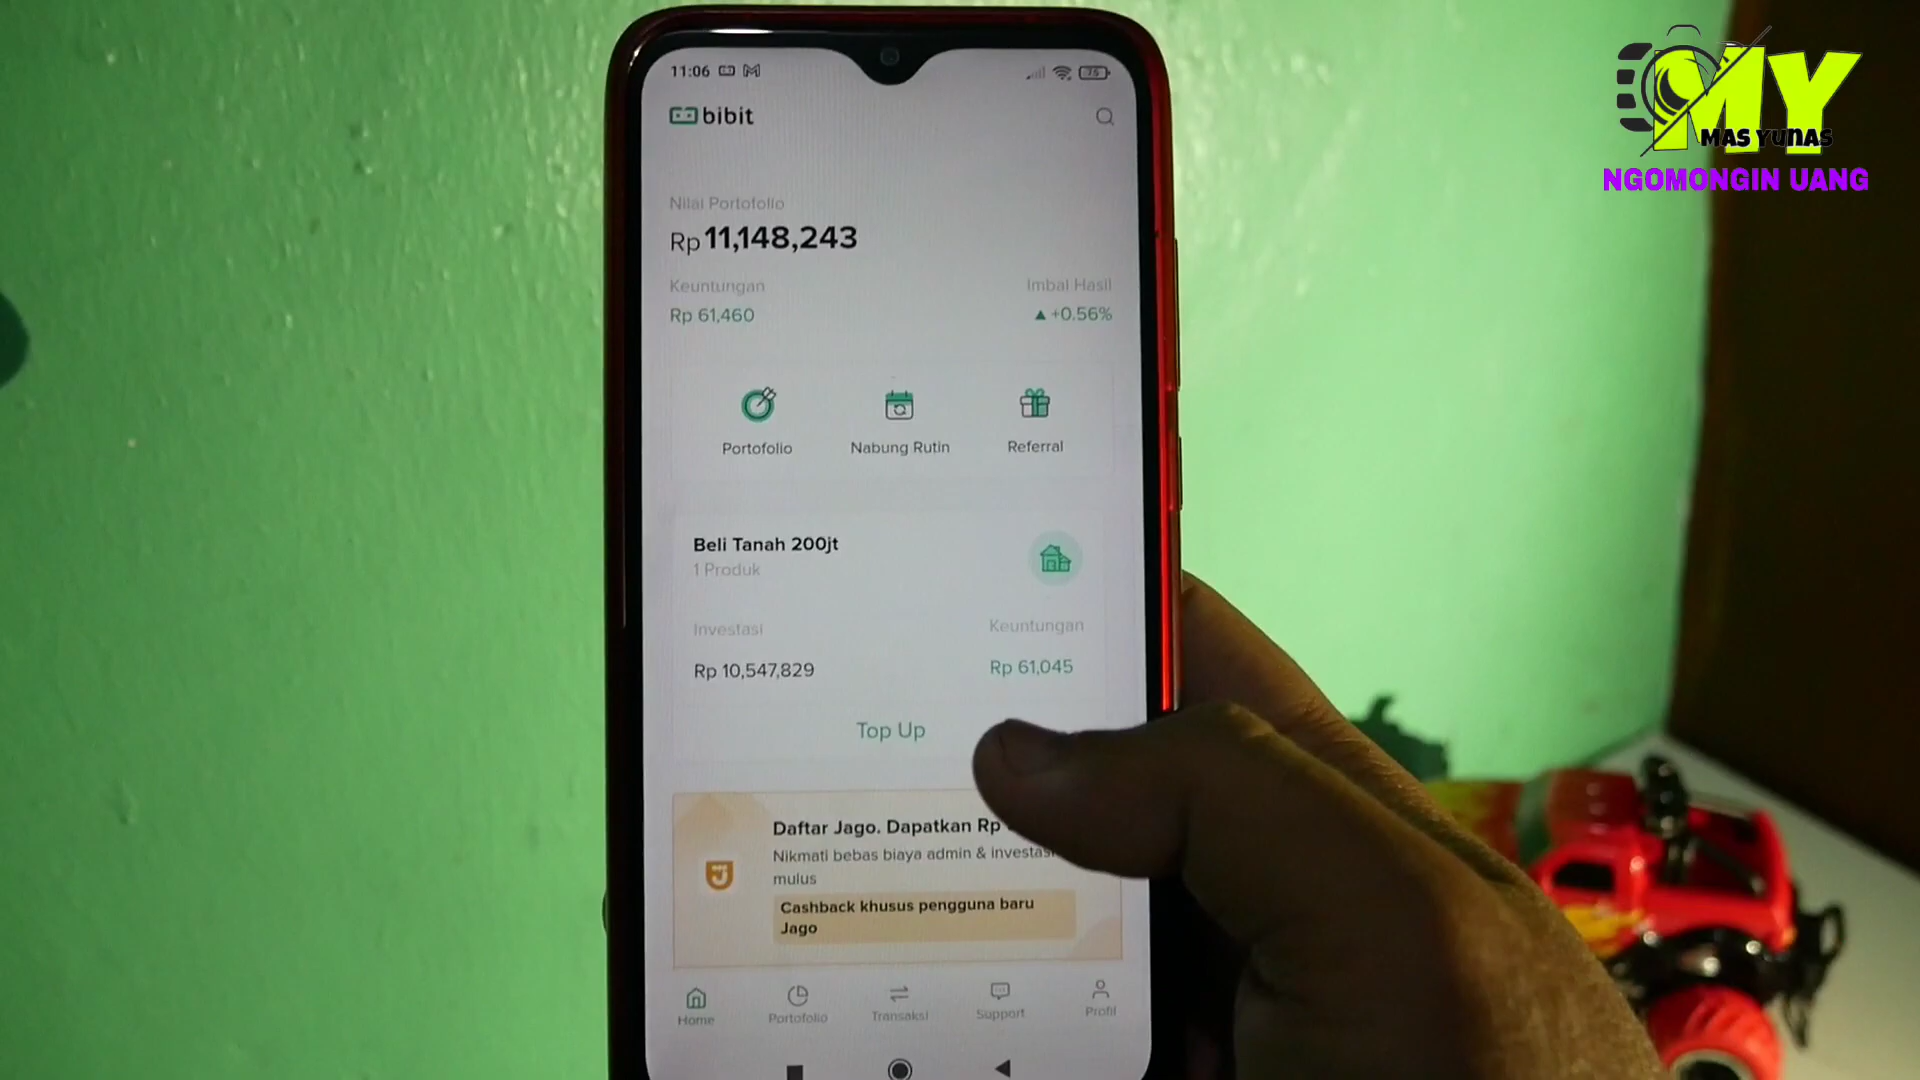 11:06
75
bibit
Nilai Portofolio
Rp 11,148,243
Keuntungan
Imbal Hasil
Rp 61,460
▲ +0.56%
Portofolio
Nabung Rutin
Referral
Beli Tanah 200jt
1 Produk
Investasi
Keuntungan
Rp 10,547,829
Rp 61,045
Top Up
Daftar Jago. Dapatkan Rp
Nikmati bebas biaya admin & investasi
mulus
Cashback khusus pengguna baru
Jago
Home
Portofolio
Transaksi
Support
Profil
MY
MAS YUNAS
NGOMONGIN UANG